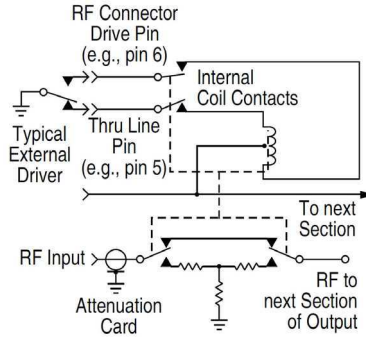 RF Connector
Drive Pin
(e.g., pin 6)
Internal
Coil Contacts
Typical
External
Driver
Thru Line
Pin
(e.g., pin 5)
To next
Section
RF Input
Attenuation
Card
RF to
next Section
of Output